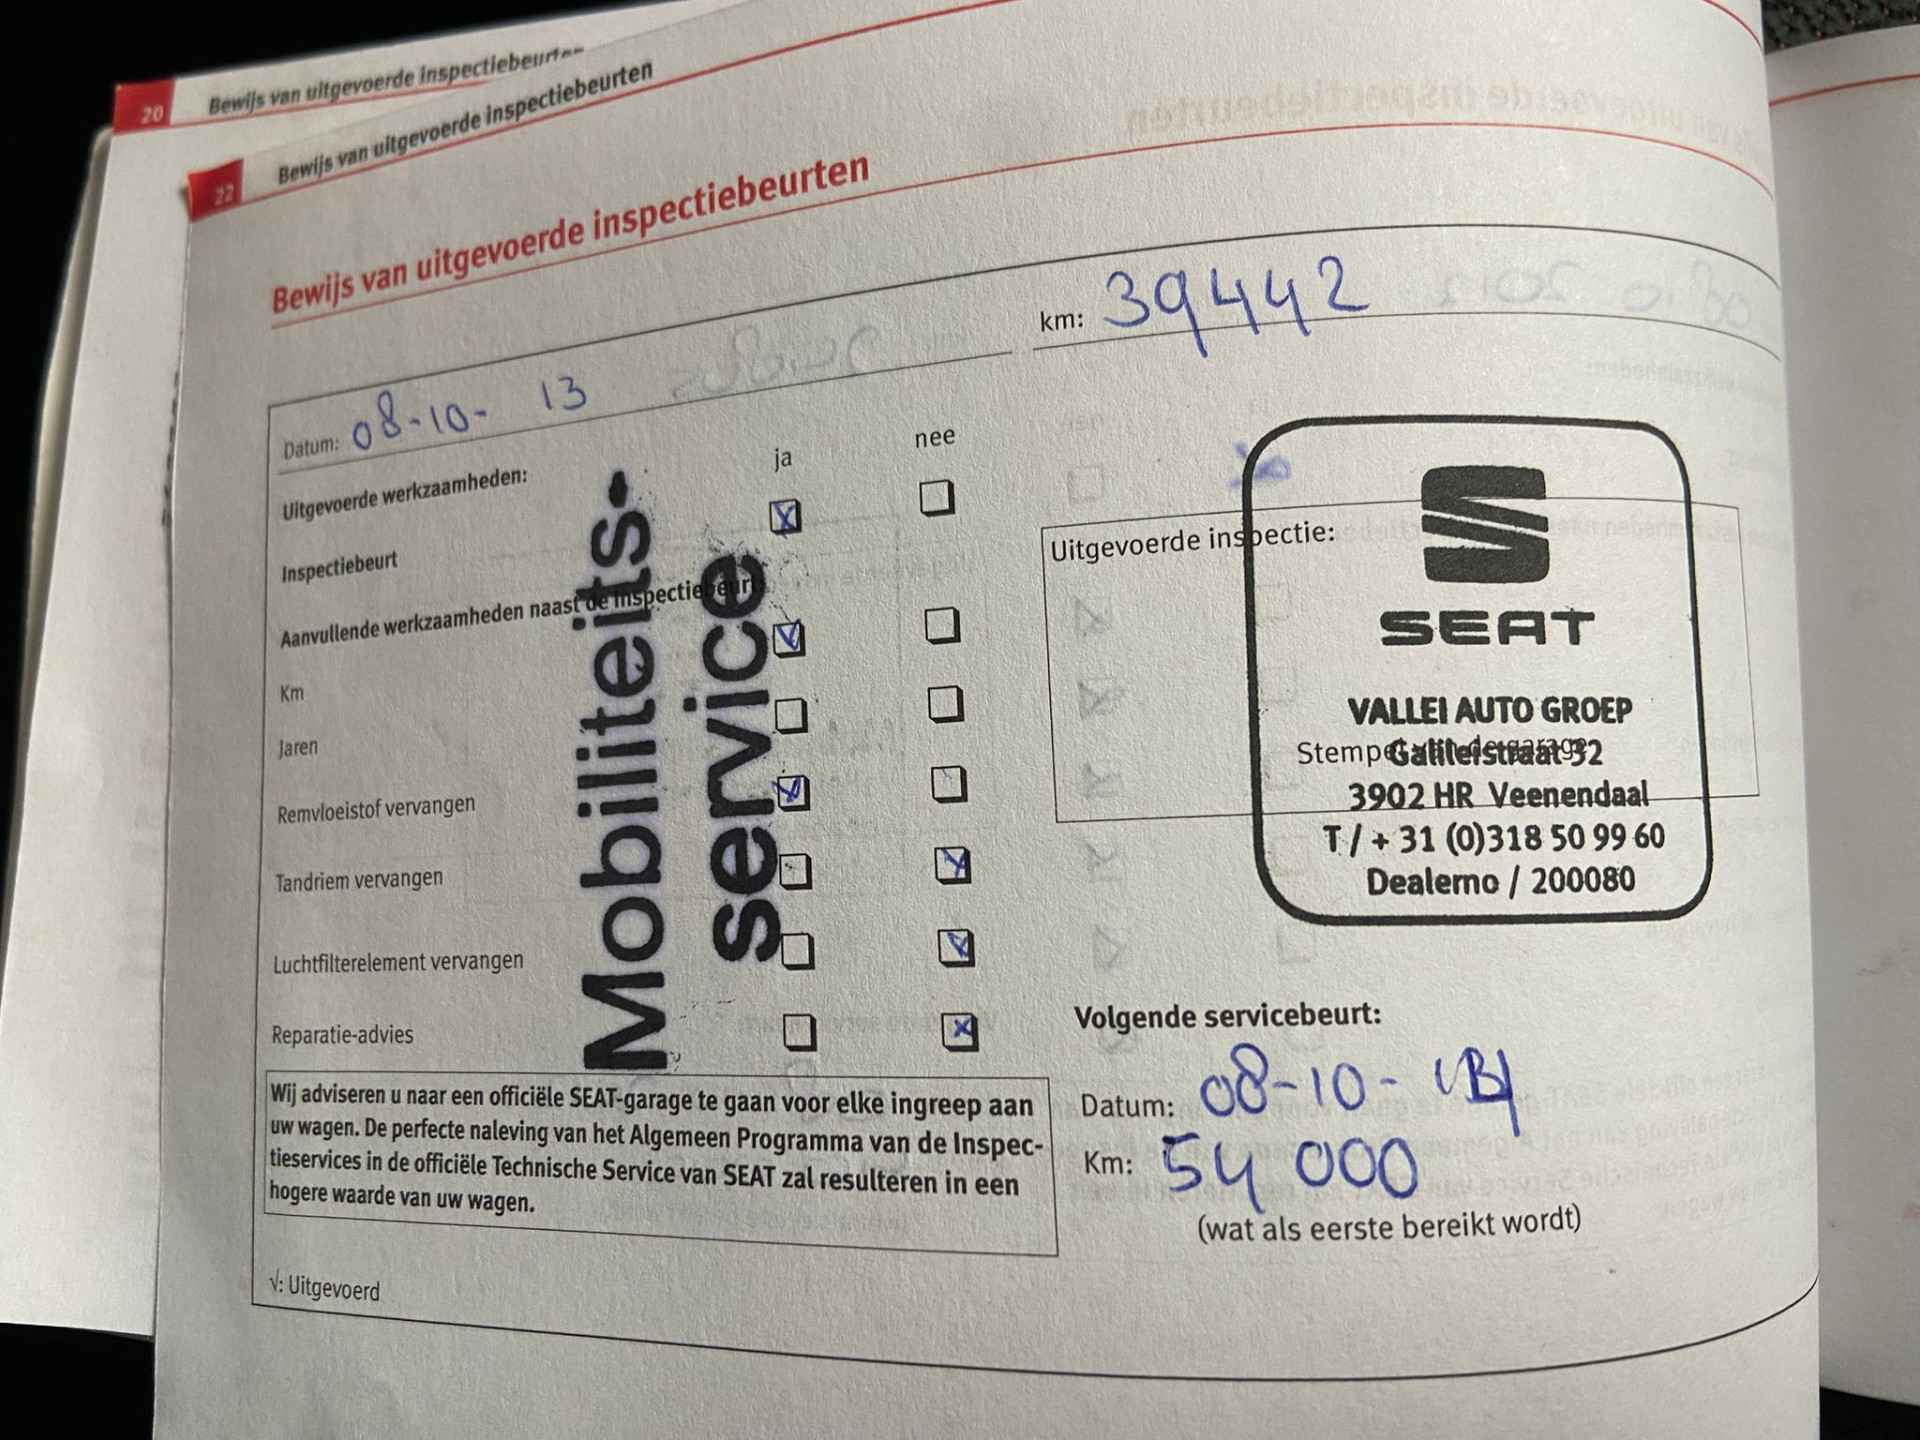 20 Bewijs van uitgevoerde inspectiebeurten
22 Bewijs van uitgevoerde inspectiebeurten
Bewijs van uitgevoerde inspectiebeurten
Datum: 08-10- 13
km: 39442
Uitgevoerde werkzaamheden:
ja nee
Inspectiebeurt
Aanvullende werkzaamheden naast de inspectiebeurt
Km
Jaren
Remvloeistof vervangen
Tandriem vervangen
Luchtfilterelement vervangen
Reparatie-advies
Mobiliteits-
service
Uitgevoerde inspectie:
Stempel van de garage
SEAT
VALLEI AUTO GROEP
Galileistraat 32
3902 HR Veenendaal
T / + 31 (0)318 50 99 60
Dealerno / 200080
Wij adviseren u naar een officiële SEAT-garage te gaan voor elke ingreep aan
uw wagen. De perfecte naleving van het Algemeen Programma van de Inspec-
tieservices in de officiële Technische Service van SEAT zal resulteren in een
hogere waarde van uw wagen.
√: Uitgevoerd
Volgende servicebeurt:
Datum: 08-10-
Km: 54 000
(wat als eerste bereikt wordt)